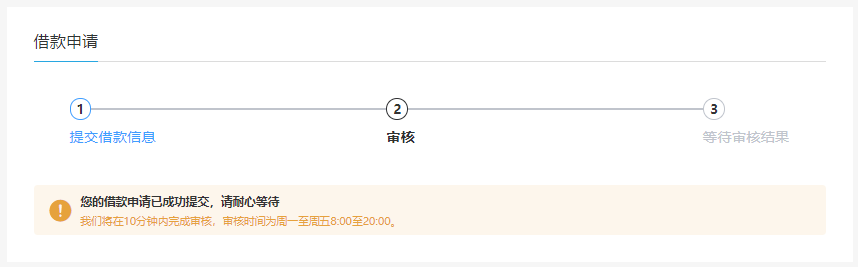 借款申请
1
2
3
提交借款信息
审核
等待审核结果
您的借款申请已成功提交，请耐心等待
我们将在10分钟内完成审核，审核时间为周一至周五8:00至20:00。